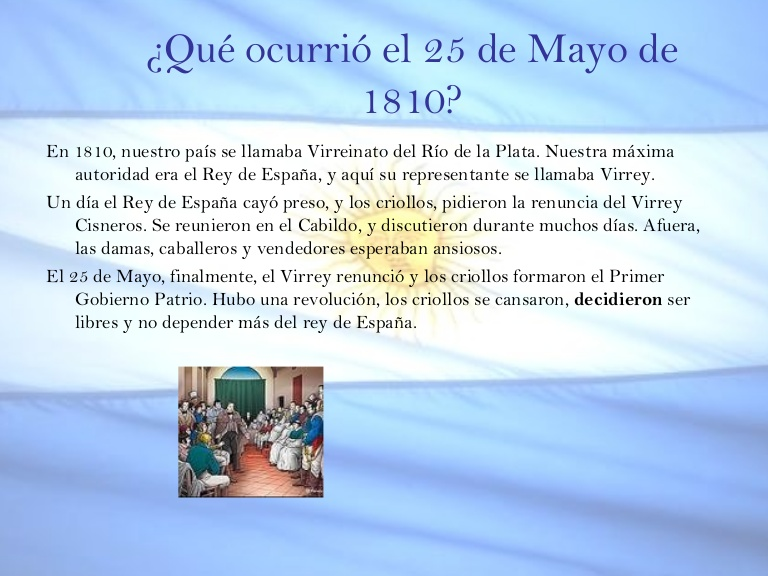 ¿Qué ocurrió el 25 de Mayo de
1810?
En 1810, nuestro país se llamaba Virreinato del Río de la Plata. Nuestra máxima
autoridad era el Rey de España, y aquí su representante se llamaba Virrey.
Un día el Rey de España cayó preso, y los criollos, pidieron la renuncia del Virrey
Cisneros. Se reunieron en el Cabildo, y discutieron durante muchos días. Afuera,
las damas, caballeros y vendedores esperaban ansiosos.
El 25 de Mayo, finalmente, el Virrey renunció y los criollos formaron el Primer
Gobierno Patrio. Hubo una revolución, los criollos se cansaron, decidieron ser
libres y no depender más del rey de España.